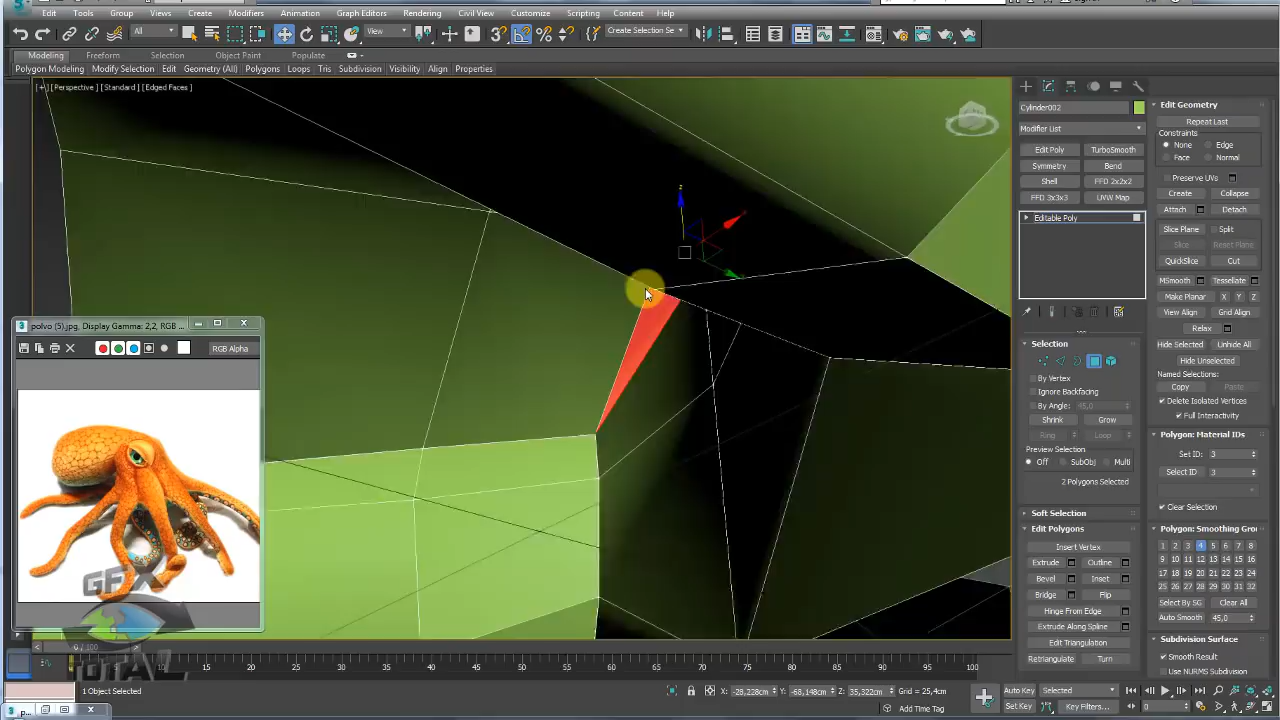 Edit Tools Group Views Create Modifiers Animation Graph Editors Rendering Civil View Customize Scripting Content Help
All View Create Selection Se
Modeling Freeform Selection Object Paint Populate
Polygon Modeling Modify Selection Edit Geometry (All) Polygons Loops Tris Subdivision Visibility Align Properties
[+] [Perspective] [Standard] [Edged Faces]
polvo (5).jpg, Display Gamma: 2,2, RGB ...
RGB Alpha
GFX
TOTAL
Cylinder002
Modifier List
Edit Poly TurboSmooth
Symmetry Bend
Shell FFD 2x2x2
FFD 3x3x3 UVW Map
Editable Poly
Selection
By Vertex
Ignore Backfacing
By Angle: 45,0
Shrink Grow
Ring Loop
Preview Selection
Off SubObj Multi
2 Polygons Selected
Soft Selection
Edit Polygons
Insert Vertex
Extrude Outline
Bevel Inset
Bridge Flip
Hinge From Edge
Extrude Along Spline
Edit Triangulation
Retriangulate Turn
Edit Geometry
Repeat Last
Constraints
None Edge
Face Normal
Preserve UVs
Create Collapse
Attach Detach
Slice Plane Split
Slice Reset Plane
QuickSlice Cut
MSmooth Tessellate
Make Planar X Y Z
View Align Grid Align
Relax
Hide Selected Unhide All
Hide Unselected
Named Selections:
Copy Paste
Delete Isolated Vertices
Full Interactivity
Polygon: Material IDs
Set ID: 3
Select ID 3
Clear Selection
Polygon: Smoothing Gro
1 2 3 4 5 6 7 8
9 10 11 12 13 14 15 16
17 18 19 20 21 22 23 24
25 26 27 28 29 30 31 32
Select By SG Clear All
Auto Smooth 45,0
Subdivision Surface
Smooth Result
Use NURMS Subdivision
0 / 100
5 10 15 20 25 30 35 40 45 50 55 60 65 70 75 80 85 90 95 100
1 Object Selected
X: -28,228cm Y: -68,148cm Z: 35,322cm Grid = 25,4cm
Add Time Tag
Auto Key Selected
Set Key Key Filters...
0